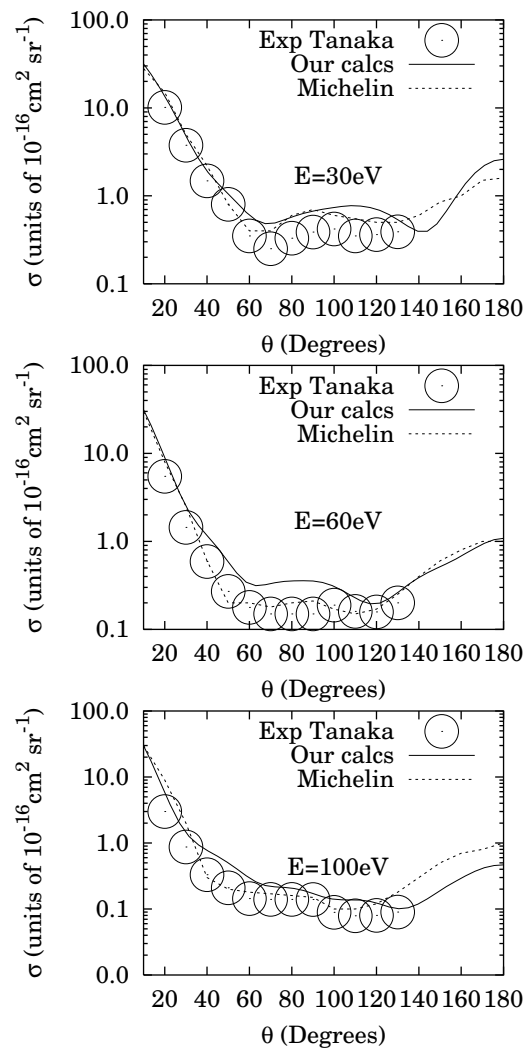 100.0
10.0
1.0
0.1
σ (units of 10⁻¹⁶cm² sr⁻¹)
Exp Tanaka
Our calcs
Michelin
E=30eV
20 40 60 80 100 120 140 160 180
θ (Degrees)
100.0
10.0
1.0
0.1
σ (units of 10⁻¹⁶cm² sr⁻¹)
Exp Tanaka
Our calcs
Michelin
E=60eV
20 40 60 80 100 120 140 160 180
θ (Degrees)
100.0
10.0
1.0
0.1
0.0
σ (units of 10⁻¹⁶cm² sr⁻¹)
Exp Tanaka
Our calcs
Michelin
E=100eV
20 40 60 80 100 120 140 160 180
θ (Degrees)